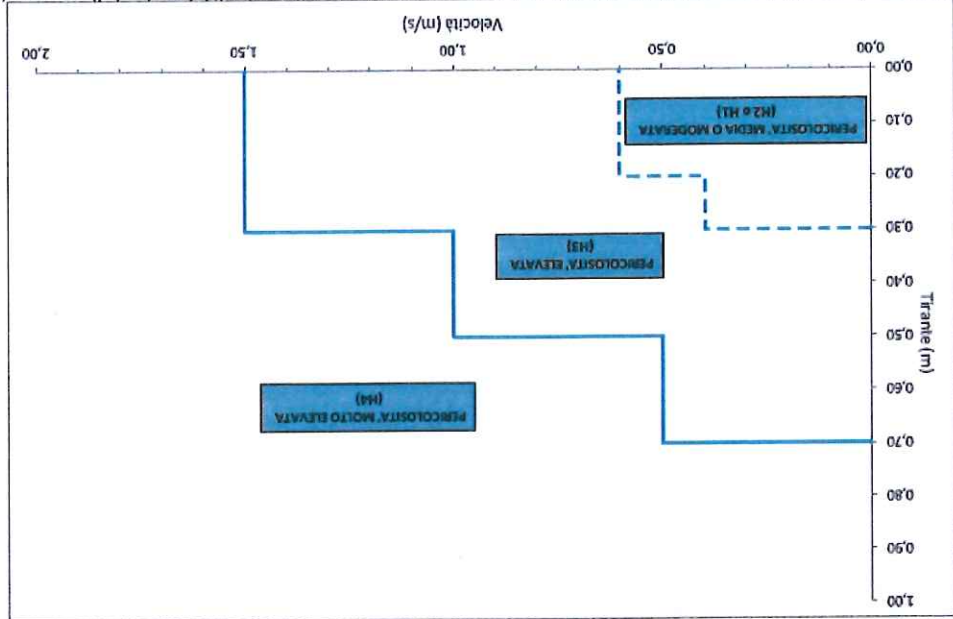 1,00
0,90
0,80
0,70
0,60
0,50
0,40
0,30
0,20
0,10
0,00
Tirante (m)
PERICOLOSITA' MOLTO ELEVATA
(H4)
PERICOLOSITA' ELEVATA
(H3)
PERICOLOSITA' MEDIA O MODERATA
(H2 o H1)
0,00
0,50
1,00
1,50
2,00
Velocità (m/s)